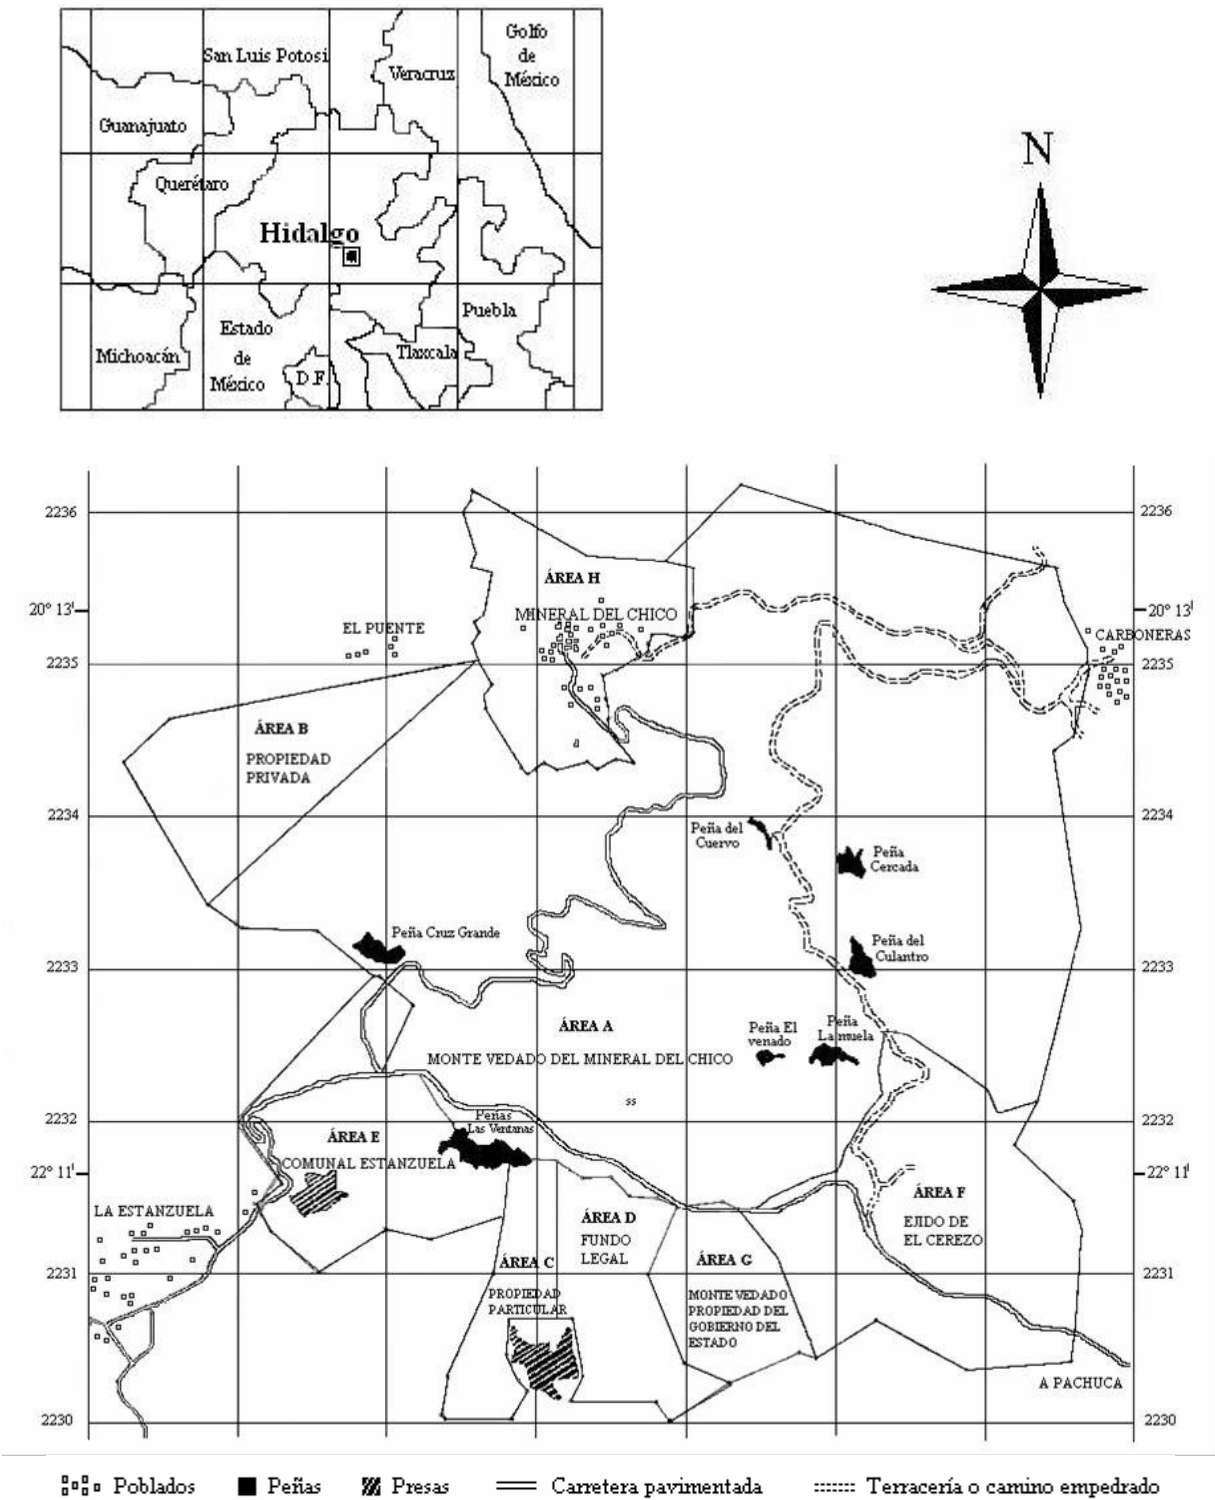 Golfo
de
México
San Luis Potosi
Veracruz
Guanajuato
Querétaro
Hidalgo
Puebla
Estado
de
México
Michoacán
D F.
Tlaxcala
N
2236
2236
ÁREA H
MINERAL DEL CHICO
20° 13'
20° 13'
EL PUENTE
CARBONERAS
2235
2235
ÁREA B
PROPIEDAD
PRIVADA
2234
2234
Peña del
Cuervo
Peña
Cercada
Peña Cruz Grande
Peña del
Culantro
2233
2233
ÁREA A
MONTE VEDADO DEL MINERAL DEL CHICO
Peña El
venado
Peña
La muela
ss
2232
2232
Peñas
Las Ventanas
ÁREA E
COMUNAL ESTANZUELA
22° 11'
22° 11'
LA ESTANZUELA
ÁREA F
EJIDO DE
EL CEREZO
ÁREA D
FUNDO
LEGAL
ÁREA C
PROPIEDAD
PARTICULAR
ÁREA G
MONTE VEDADO
PROPIEDAD DEL
GOBIERNO DEL
ESTADO
2231
2231
A PACHUCA
2230
2230
Poblados
Peñas
Presas
Carretera pavimentada
Terracería o camino empedrado